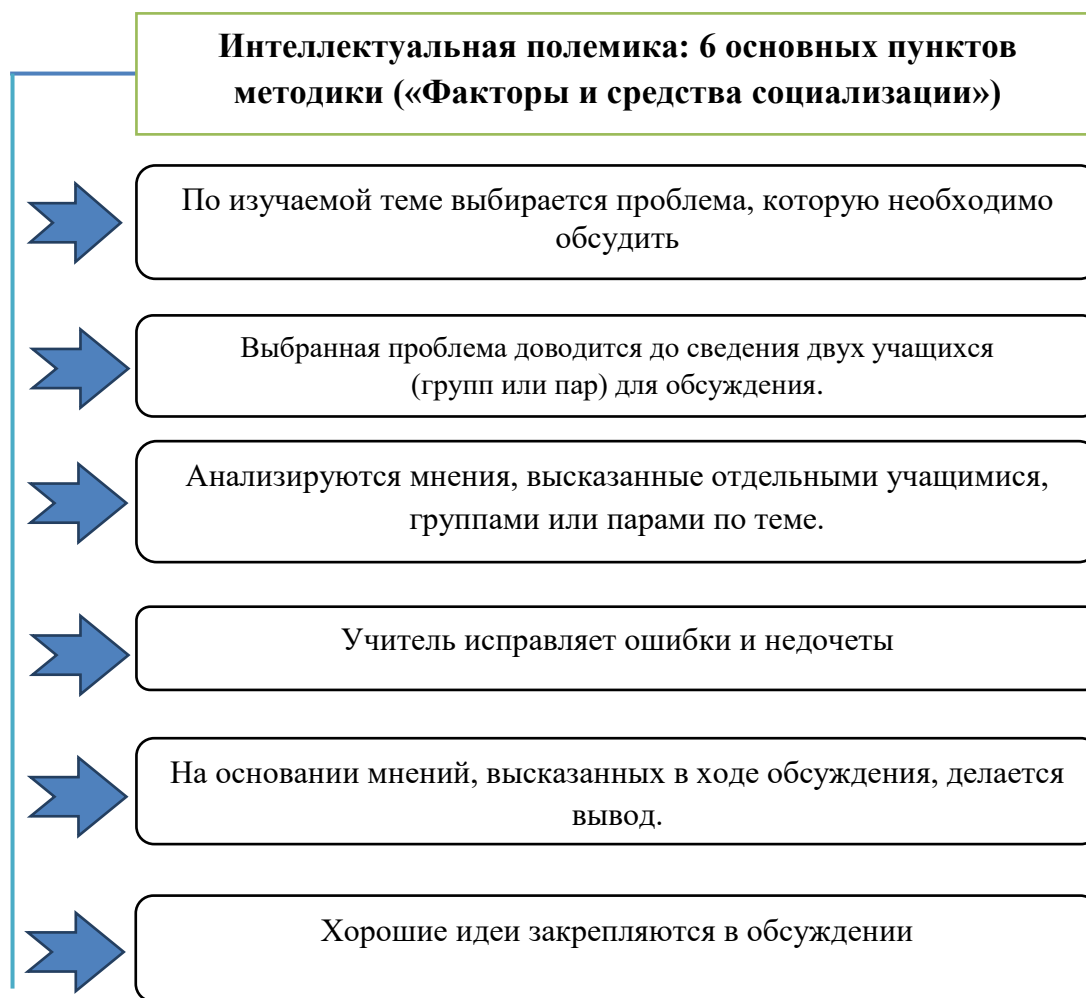 Интеллектуальная полемика: 6 основных пунктов
методики («Факторы и средства социализации»)
По изучаемой теме выбирается проблема, которую необходимо
обсудить
Выбранная проблема доводится до сведения двух учащихся
(групп или пар) для обсуждения.
Анализируются мнения, высказанные отдельными учащимися,
группами или парами по теме.
Учитель исправляет ошибки и недочеты
На основании мнений, высказанных в ходе обсуждения, делается
вывод.
Хорошие идеи закрепляются в обсуждении